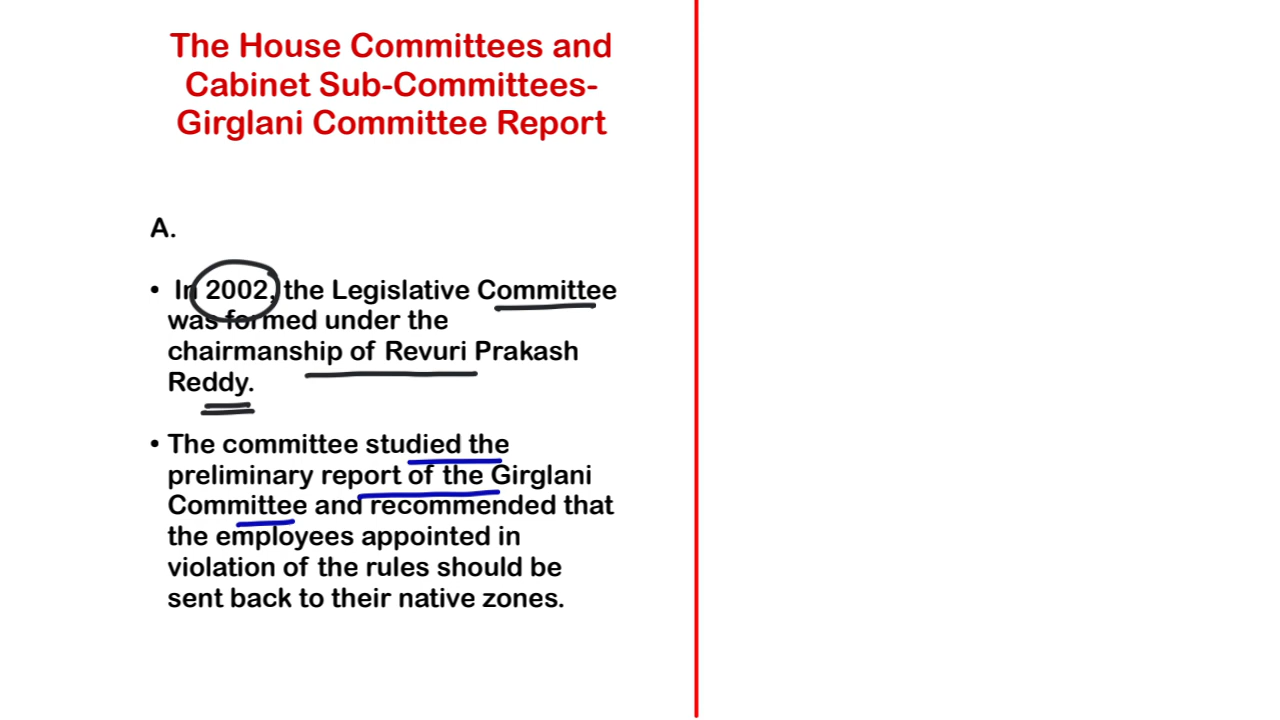 The House Committees and
Cabinet Sub-Committees-
Girglani Committee Report
A.
• In 2002, the Legislative Committee
was formed under the
chairmanship of Revuri Prakash
Reddy.
• The committee studied the
preliminary report of the Girglani
Committee and recommended that
the employees appointed in
violation of the rules should be
sent back to their native zones.